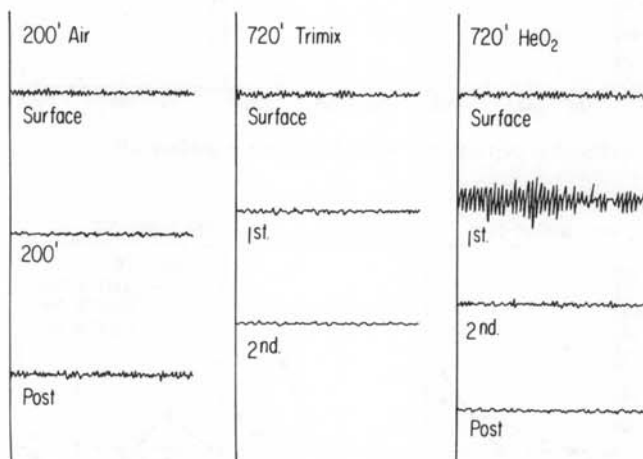 200' Air
Surface
200'
Post
720' Trimix
Surface
1st.
2nd.
720' HeO₂
Surface
1st.
2nd.
Post